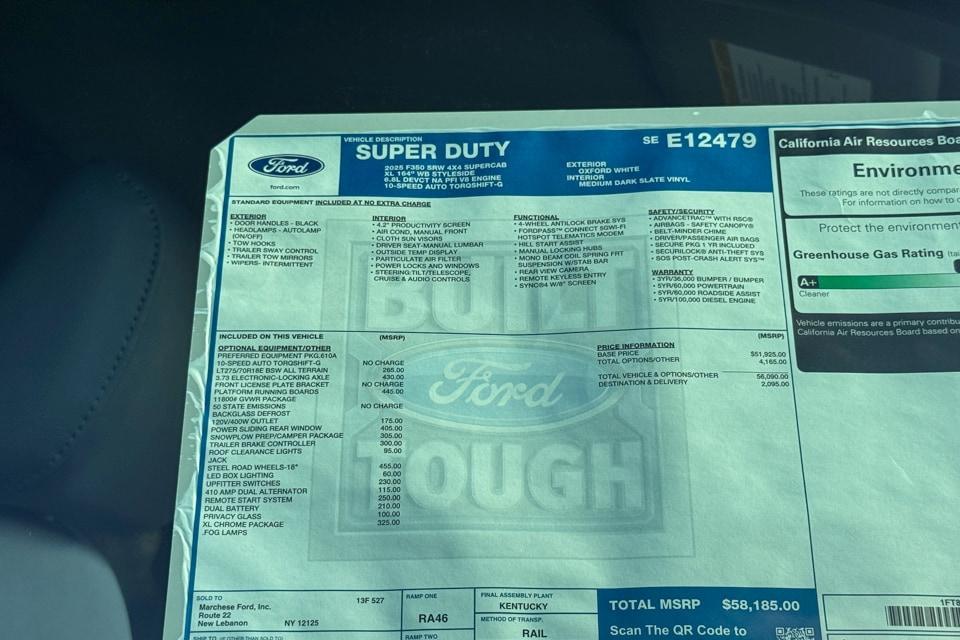 Ford
ford.com
VEHICLE DESCRIPTION
SUPER DUTY
2025 F350 SRW 4X4 SUPERCAB
XL 164" WB STYLESIDE
6.8L DEVCT NA PFI V8 ENGINE
10-SPEED AUTO TORQSHIFT-G
EXTERIOR
OXFORD WHITE
INTERIOR
MEDIUM DARK SLATE VINYL
SE E12479
STANDARD EQUIPMENT INCLUDED AT NO EXTRA CHARGE
EXTERIOR
• DOOR HANDLES - BLACK
• HEADLAMPS - AUTOLAMP
(ON/OFF)
• TOW HOOKS
• TRAILER SWAY CONTROL
• TRAILER TOW MIRRORS
• WIPERS- INTERMITTENT
INTERIOR
• 4.2" PRODUCTIVITY SCREEN
• AIR COND, MANUAL FRONT
• CLOTH SUN VISORS
• DRIVER SEAT-MANUAL LUMBAR
• OUTSIDE TEMP DISPLAY
• PARTICULATE AIR FILTER
• POWER LOCKS AND WINDOWS
• STEERING:TILT/TELESCOPE,
CRUISE & AUDIO CONTROLS
FUNCTIONAL
• 4-WHEEL ANTILOCK BRAKE SYS
• FORDPASS™ CONNECT 5GWI-FI
HOTSPOT TELEMATICS MODEM
• HILL START ASSIST
• MANUAL LOCKING HUBS
• MONO BEAM COIL SPRING FRT
SUSPENSION W/STAB BAR
• REAR VIEW CAMERA
• REMOTE KEYLESS ENTRY
• SYNC®4 W/8" SCREEN
SAFETY/SECURITY
• ADVANCETRAC™ WITH RSC®
• AIRBAGS - SAFETY CANOPY®
• BELT-MINDER CHIME
• DRIVER/PASSENGER AIR BAGS
• SECURE PKG 1 YR INCLUDED
• SECURILOCK® ANTI-THEFT SYS
• SOS POST-CRASH ALERT SYS™
WARRANTY
• 3YR/36,000 BUMPER / BUMPER
• 5YR/60,000 POWERTRAIN
• 5YR/60,000 ROADSIDE ASSIST
• 5YR/100,000 DIESEL ENGINE
BUILT
Ford
TOUGH
INCLUDED ON THIS VEHICLE (MSRP)
OPTIONAL EQUIPMENT/OTHER
PREFERRED EQUIPMENT PKG.610A
10-SPEED AUTO TORQSHIFT-G NO CHARGE
LT275/70R18E BSW ALL TERRAIN 265.00
3.73 ELECTRONIC-LOCKING AXLE 430.00
FRONT LICENSE PLATE BRACKET NO CHARGE
PLATFORM RUNNING BOARDS 445.00
11800# GVWR PACKAGE
50 STATE EMISSIONS NO CHARGE
BACKGLASS DEFROST
120V/400W OUTLET 175.00
POWER SLIDING REAR WINDOW 405.00
SNOWPLOW PREP/CAMPER PACKAGE 305.00
TRAILER BRAKE CONTROLLER 300.00
ROOF CLEARANCE LIGHTS 95.00
JACK
STEEL ROAD WHEELS-18" 455.00
LED BOX LIGHTING 60.00
UPFITTER SWITCHES 230.00
410 AMP DUAL ALTERNATOR 115.00
REMOTE START SYSTEM 250.00
DUAL BATTERY 210.00
PRIVACY GLASS 100.00
XL CHROME PACKAGE 325.00
.FOG LAMPS
(MSRP)
PRICE INFORMATION
BASE PRICE $51,925.00
TOTAL OPTIONS/OTHER 4,165.00
TOTAL VEHICLE & OPTIONS/OTHER 56,090.00
DESTINATION & DELIVERY 2,095.00
SOLD TO
Marchese Ford, Inc.
Route 22
New Lebanon NY 12125
13F 527
SHIP TO (IF OTHER THAN SOLD TO)
RAMP ONE
RA46
RAMP TWO
FINAL ASSEMBLY PLANT
KENTUCKY
METHOD OF TRANSP.
RAIL
TOTAL MSRP $58,185.00
Scan The QR Code to
California Air Resources Boa
Environme
These ratings are not directly compar
For information on how to c
Protect the environment
Greenhouse Gas Rating (tai
A+
Cleaner
Vehicle emissions are a primary contribu
California Air Resources Board based on
1FT8